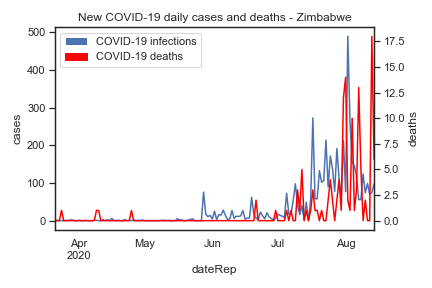 New COVID-19 daily cases and deaths - Zimbabwe
COVID-19 infections
COVID-19 deaths
500
400
300
200
100
0
cases
17.5
15.0
12.5
10.0
7.5
5.0
2.5
0.0
deaths
Apr May Jun Jul Aug
2020
dateRep